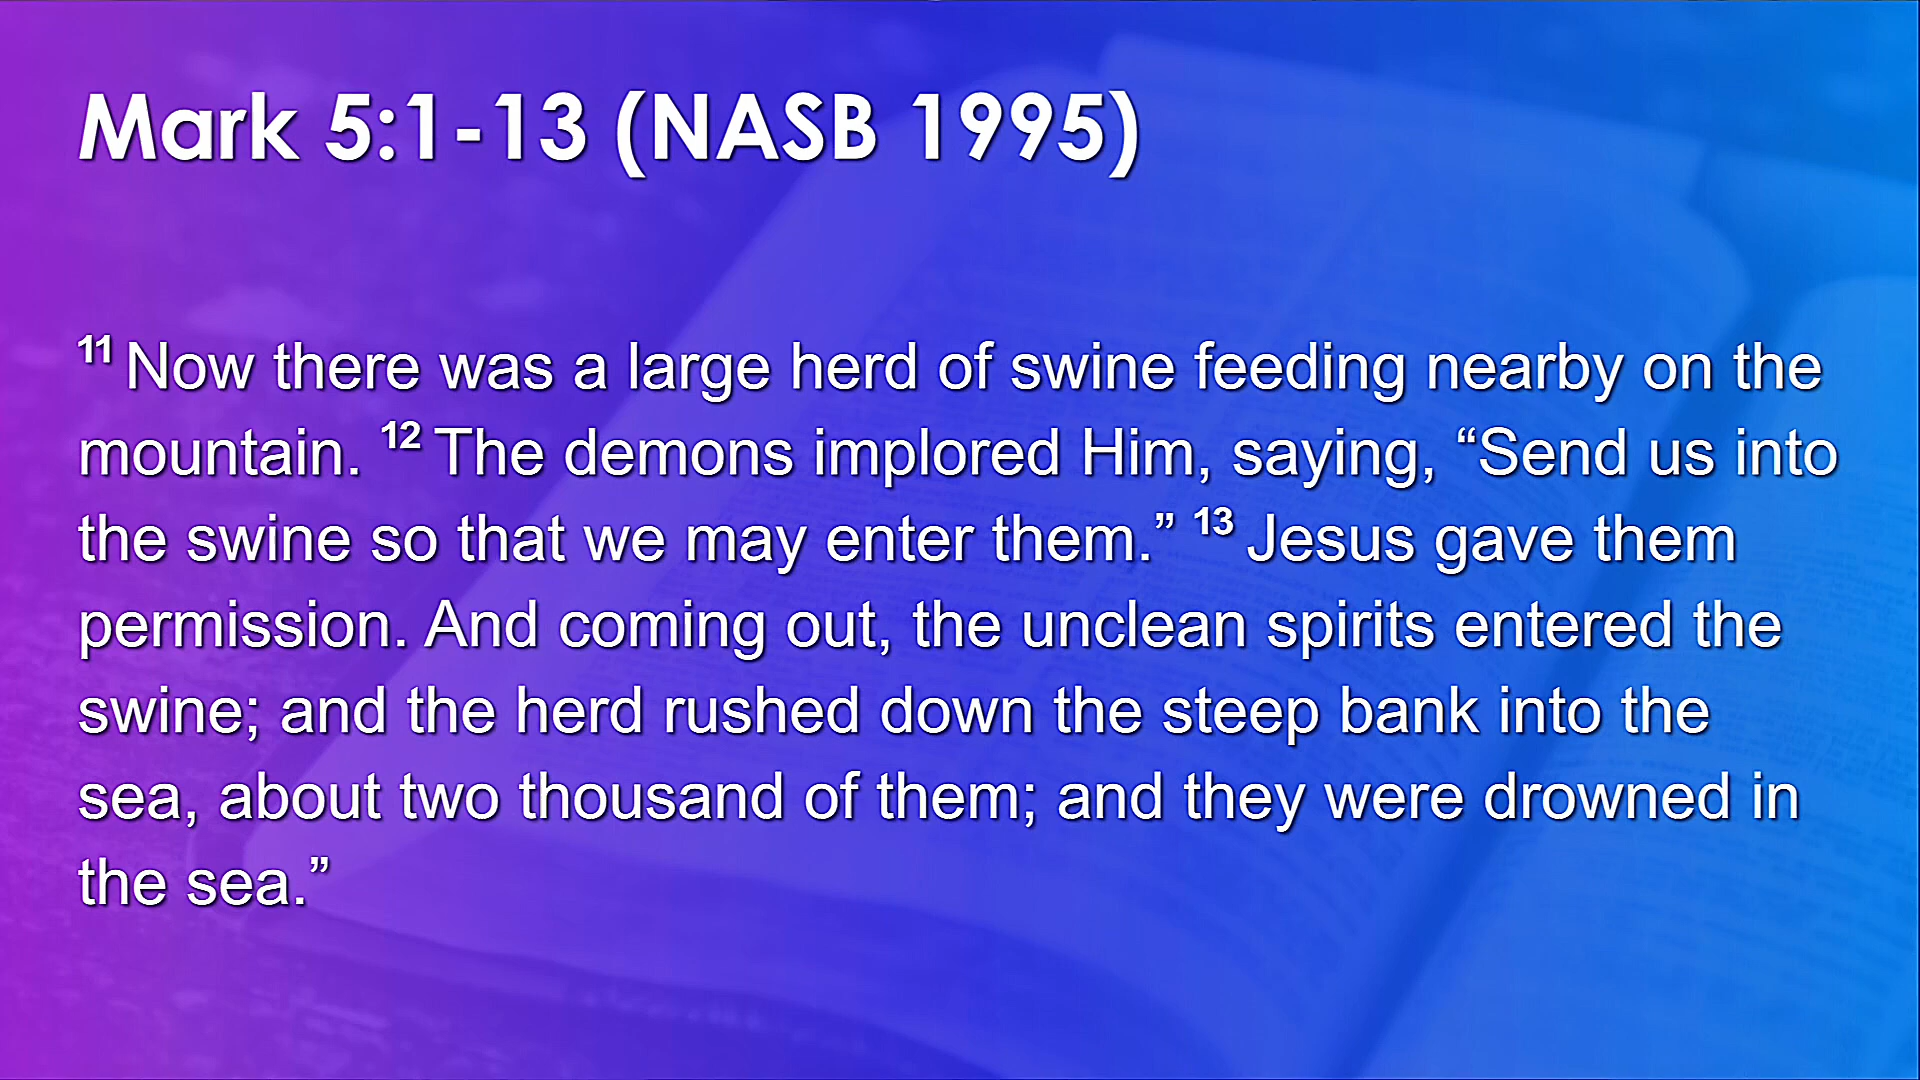 Mark 5:1-13 (NASB 1995)
11 Now there was a large herd of swine feeding nearby on the
mountain. 12 The demons implored Him, saying, “Send us into
the swine so that we may enter them.” 13 Jesus gave them
permission. And coming out, the unclean spirits entered the
swine; and the herd rushed down the steep bank into the
sea, about two thousand of them; and they were drowned in
the sea.”